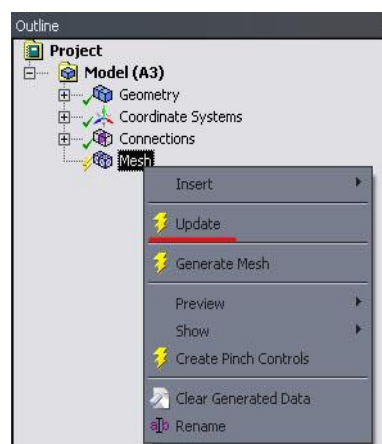 Outline
Project
Model (A3)
Geometry
Coordinate Systems
Connections
Mesh
Insert
Update
Generate Mesh
Preview
Show
Create Pinch Controls
Clear Generated Data
Rename